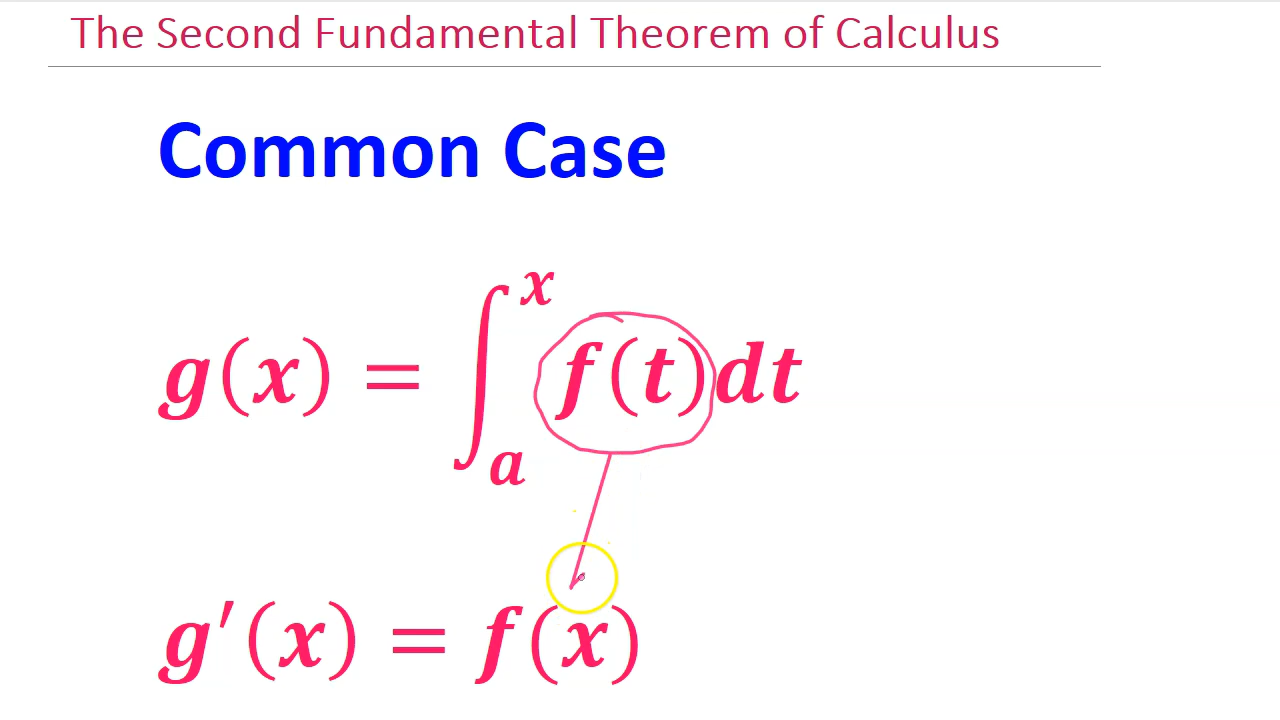 The Second Fundamental Theorem of Calculus
Common Case
g(x) = ∫ₐˣ f(t)dt
g′(x) = f(x)